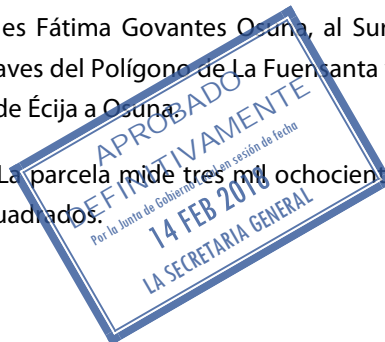 es Fátima Govantes Osuna, al Sur
aves del Polígono de La Fuensanta
de Écija a Osuna.
La parcela mide tres mil ochocient
uadrados.
APROBADO
DEFINITIVAMENTE
Por la Junta de Gobierno Local en sesión de fecha
14 FEB 2018
LA SECRETARIA GENERAL